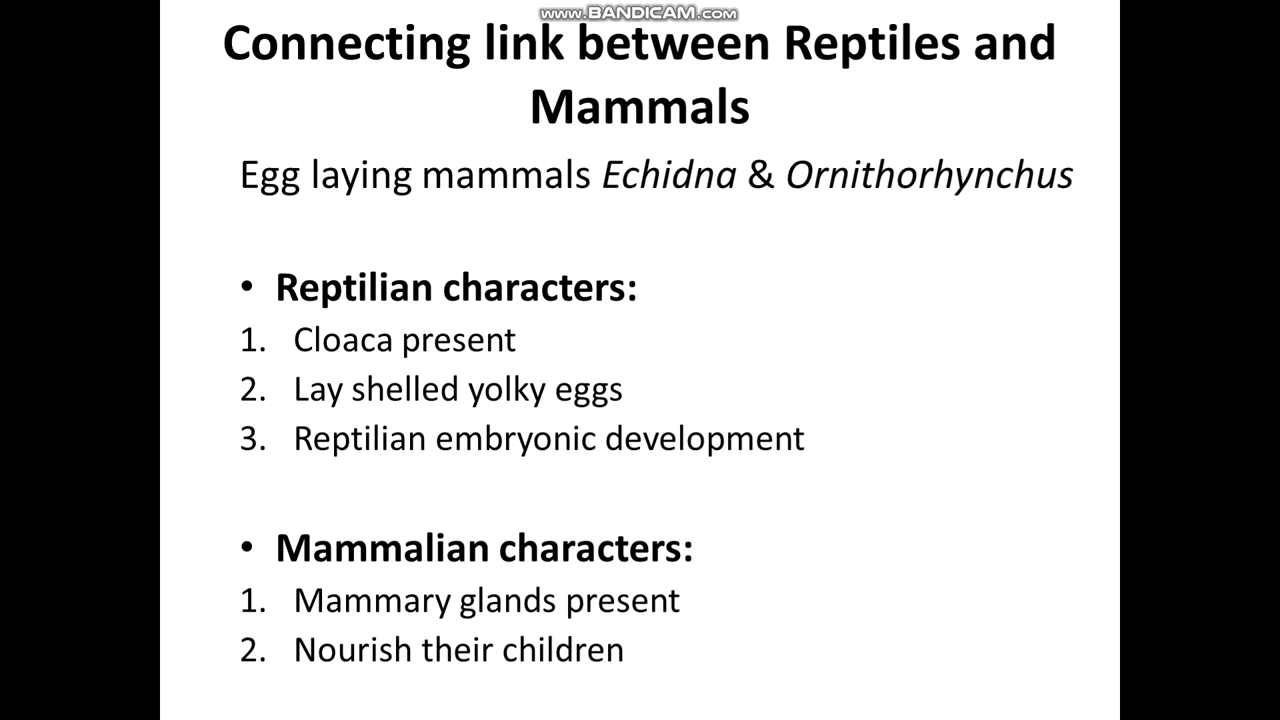 www.BANDICAM.com
Connecting link between Reptiles and
Mammals
Egg laying mammals Echidna & Ornithorhynchus
• Reptilian characters:
1. Cloaca present
2. Lay shelled yolky eggs
3. Reptilian embryonic development
• Mammalian characters:
1. Mammary glands present
2. Nourish their children